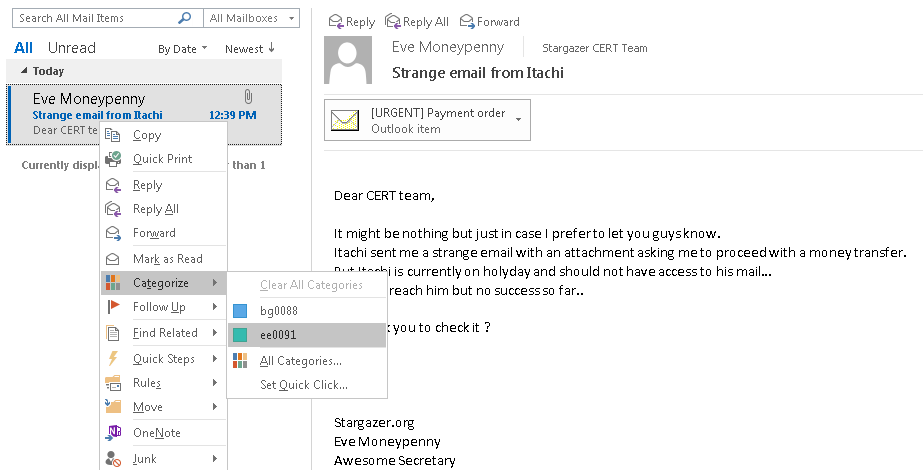 Search All Mail Items
All Mailboxes
All Unread By Date Newest ↓
Today
Eve Moneypenny
Strange email from Itachi 12:39 PM
Dear CERT te
Currently displa
r than 1
Copy
Quick Print
Reply
Reply All
Forward
Mark as Read
Categorize
Follow Up
Find Related
Quick Steps
Rules
Move
OneNote
Junk
Clear All Categories
bg0088
ee0091
All Categories...
Set Quick Click...
Reply Reply All Forward
Eve Moneypenny Stargazer CERT Team
Strange email from Itachi
[URGENT] Payment order
Outlook item
Dear CERT team,
It might be nothing but just in case I prefer to let you guys know.
Itachi sent me a strange email with an attachment asking me to proceed with a money transfer.
But Itachi is currently on holyday and should not have access to his mail...
reach him but no success so far..
k you to check it ?
Stargazer.org
Eve Moneypenny
Awesome Secretary